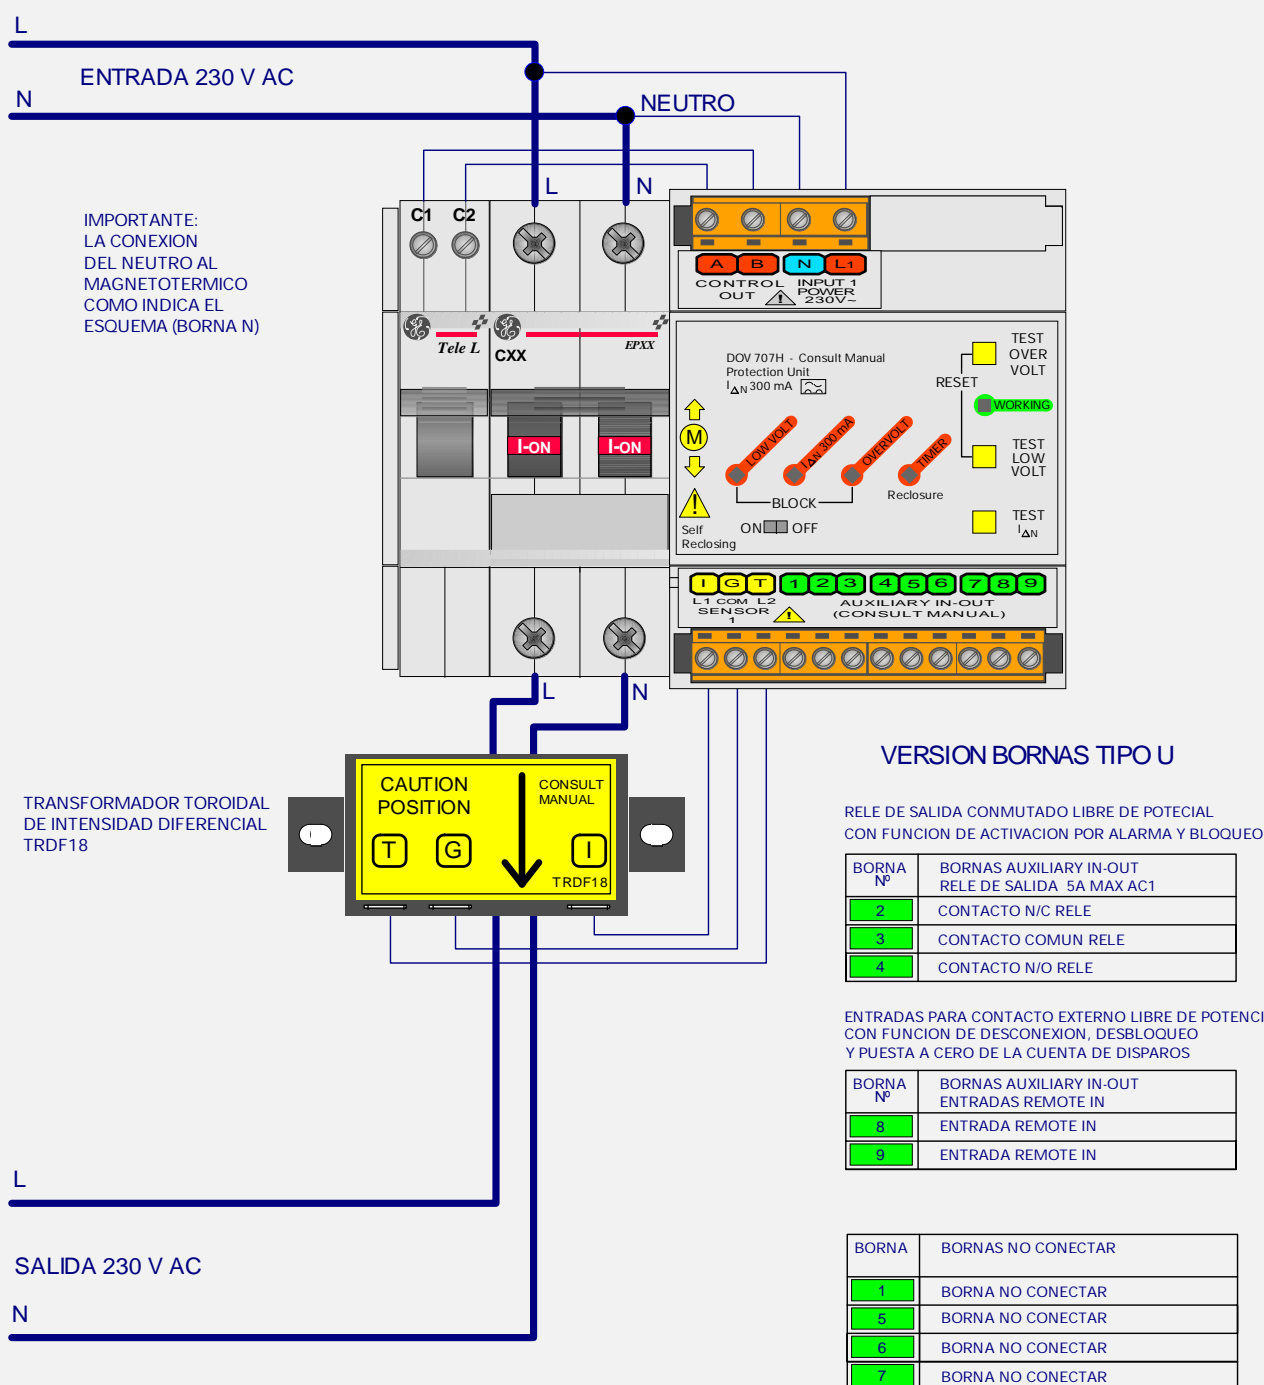 L
ENTRADA 230 V AC
N
NEUTRO
L
N
IMPORTANTE:
LA CONEXION
DEL NEUTRO AL
MAGNETOTERMICO
COMO INDICA EL
ESQUEMA (BORNA N)
C1
C2
A
B
N
L1
CONTROL
OUT
INPUT 1
POWER
230V~
Tele L
CXX
EPXX
I-ON
I-ON
DOV 707H - Consult Manual
Protection Unit
I△N 300 mA
RESET
TEST
OVER
VOLT
WORKING
TEST
LOW
VOLT
TEST
I△N
M
LOW VOLT
I△N 300 mA
OVERVOLT
TIMER
BLOCK
Reclosure
ON
OFF
!
Self
Reclosing
I G T 1 2 3 4 5 6 7 8 9
L1 COM L2
SENSOR
1
!
AUXILIARY IN-OUT
(CONSULT MANUAL)
L
N
TRANSFORMADOR TOROIDAL
DE INTENSIDAD DIFERENCIAL
TRDF18
CAUTION
POSITION
CONSULT
MANUAL
T
G
I
TRDF18
VERSION BORNAS TIPO U
RELE DE SALIDA CONMUTADO LIBRE DE POTECIAL
CON FUNCION DE ACTIVACION POR ALARMA Y BLOQUEO
BORNA
Nº
BORNAS AUXILIARY IN-OUT
RELE DE SALIDA 5A MAX AC1
2 CONTACTO N/C RELE
3 CONTACTO COMUN RELE
4 CONTACTO N/O RELE
ENTRADAS PARA CONTACTO EXTERNO LIBRE DE POTENCI
CON FUNCION DE DESCONEXION, DESBLOQUEO
Y PUESTA A CERO DE LA CUENTA DE DISPAROS
BORNA
Nº
BORNAS AUXILIARY IN-OUT
ENTRADAS REMOTE IN
8 ENTRADA REMOTE IN
9 ENTRADA REMOTE IN
BORNA BORNAS NO CONECTAR
1 BORNA NO CONECTAR
5 BORNA NO CONECTAR
6 BORNA NO CONECTAR
7 BORNA NO CONECTAR
L
SALIDA 230 V AC
N